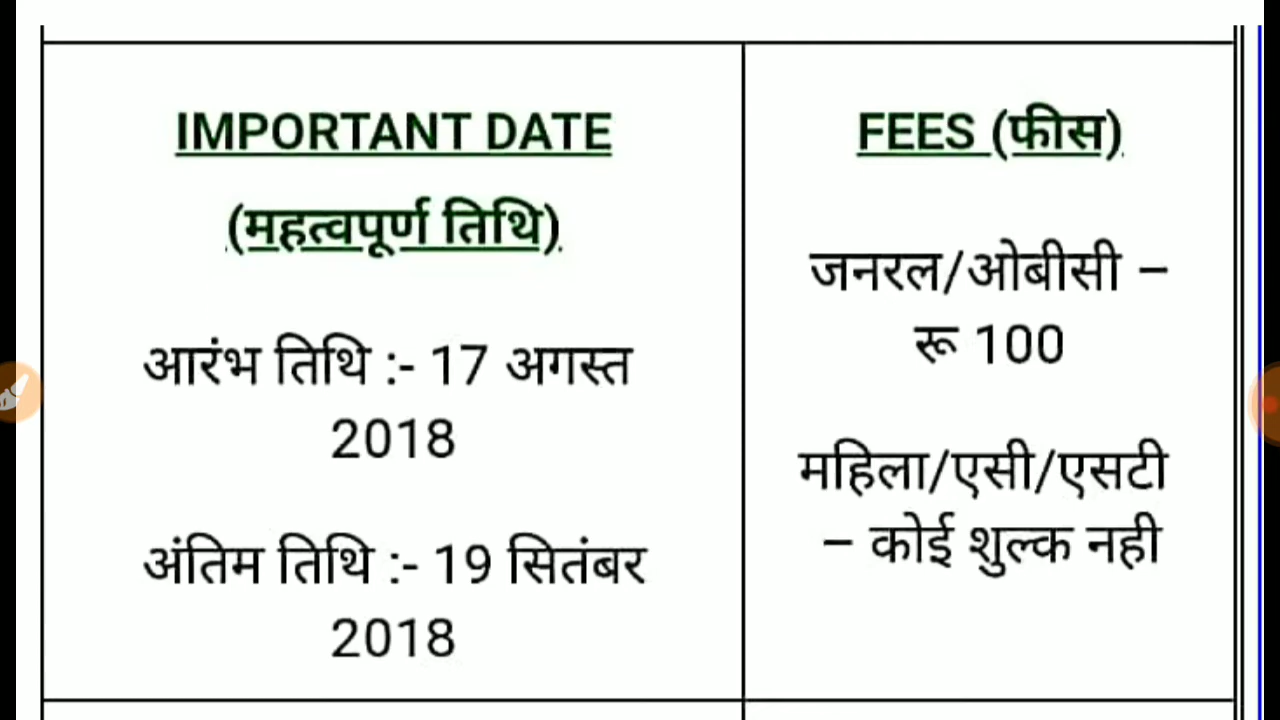 IMPORTANT DATE
(महत्वपूर्ण तिथि)
आरंभ तिथि :- 17 अगस्त
2018
अंतिम तिथि :- 19 सितंबर
2018
FEES (फीस)
जनरल/ओबीसी –
रू 100
महिला/एसी/एसटी
– कोई शुल्क नही